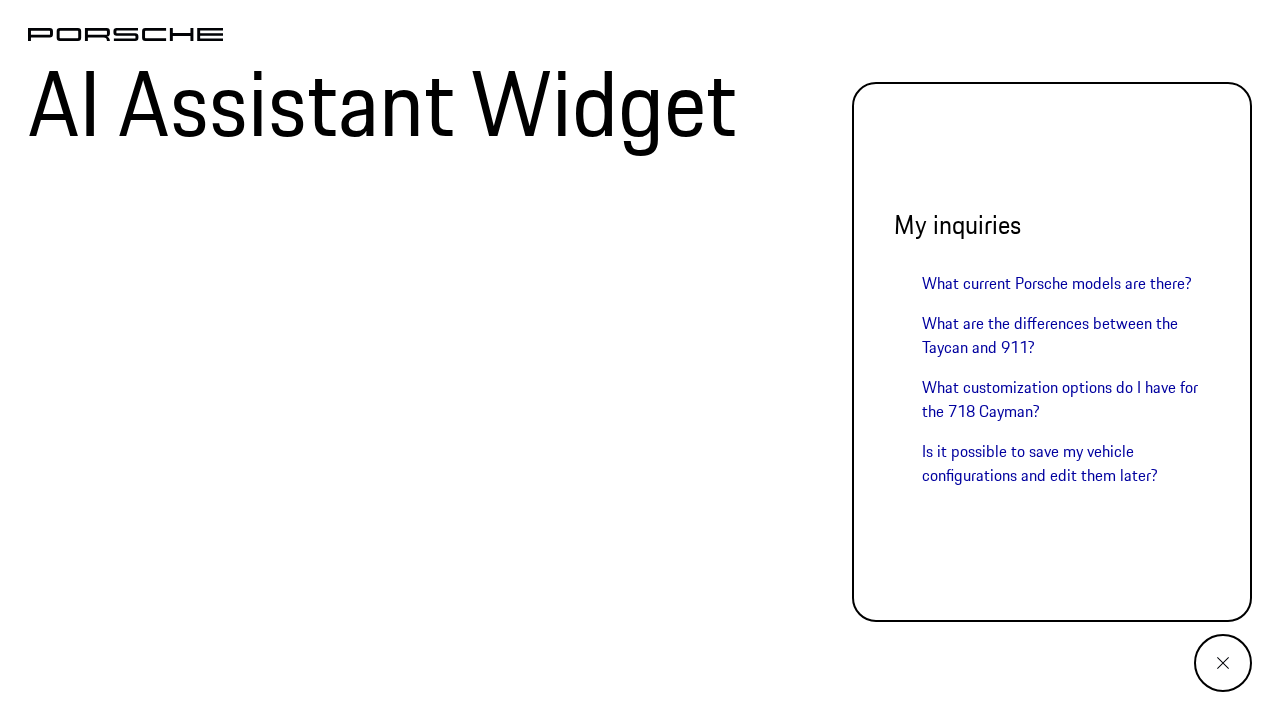 PORSCHE
AI Assistant Widget
My inquiries
What current Porsche models are there?
What are the differences between the
Taycan and 911?
What customization options do I have for
the 718 Cayman?
Is it possible to save my vehicle
configurations and edit them later?